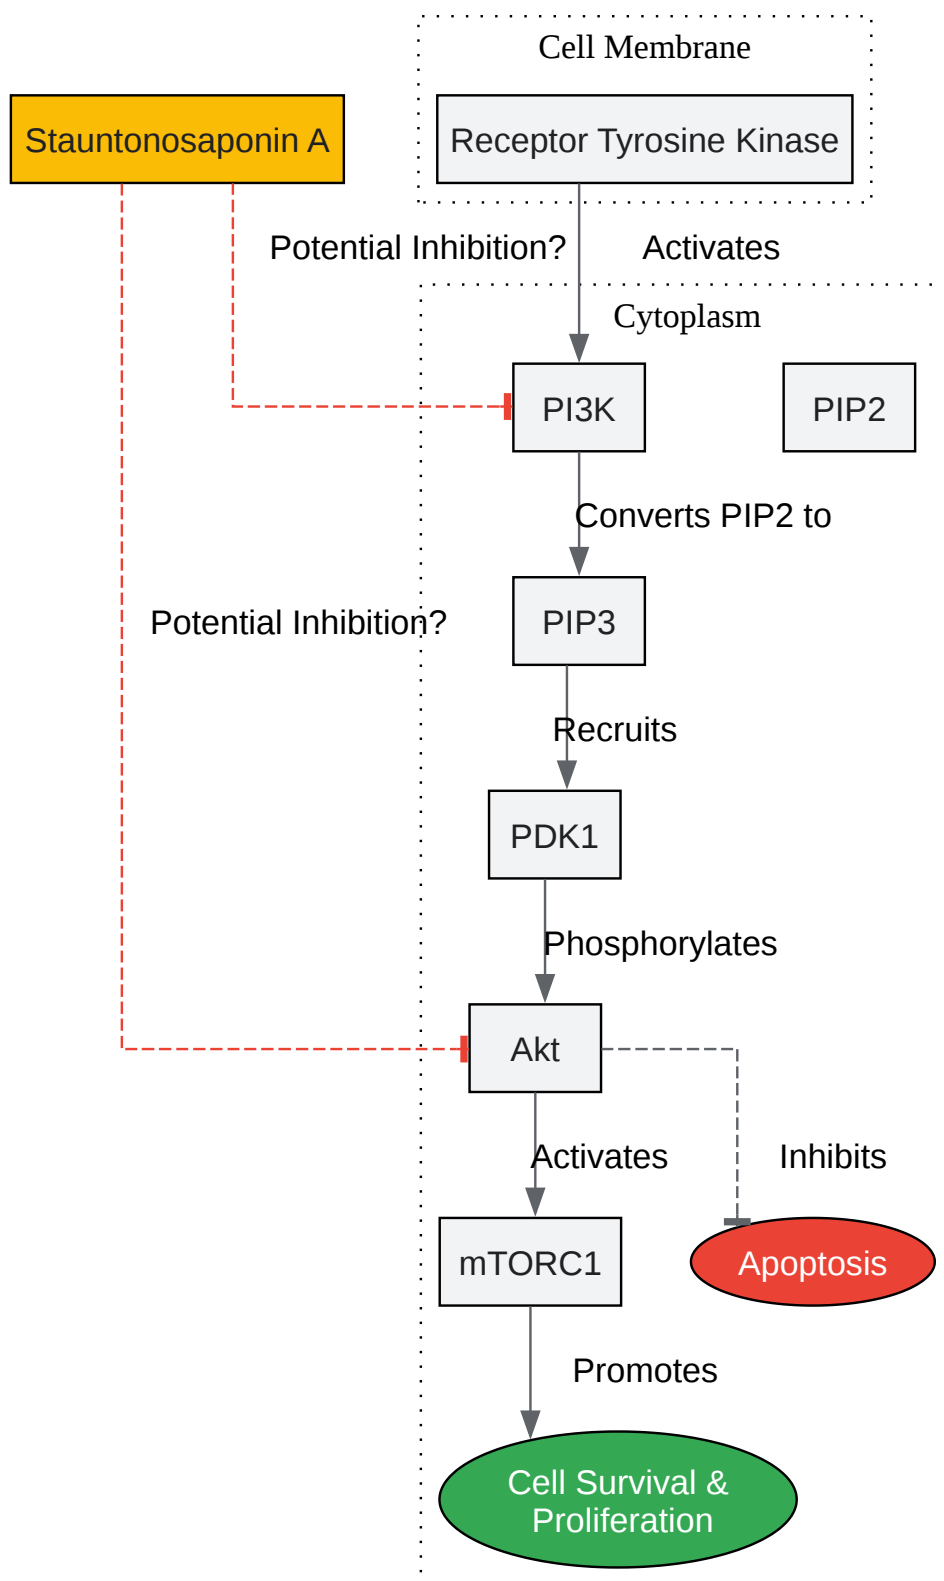 Cell Membrane
Stauntonosaponin A
Receptor Tyrosine Kinase
Potential Inhibition?
Activates
Cytoplasm
PI3K
PIP2
Converts PIP2 to
Potential Inhibition?
PIP3
Recruits
PDK1
Phosphorylates
Akt
Activates
Inhibits
mTORC1
Apoptosis
Promotes
Cell Survival &
Proliferation